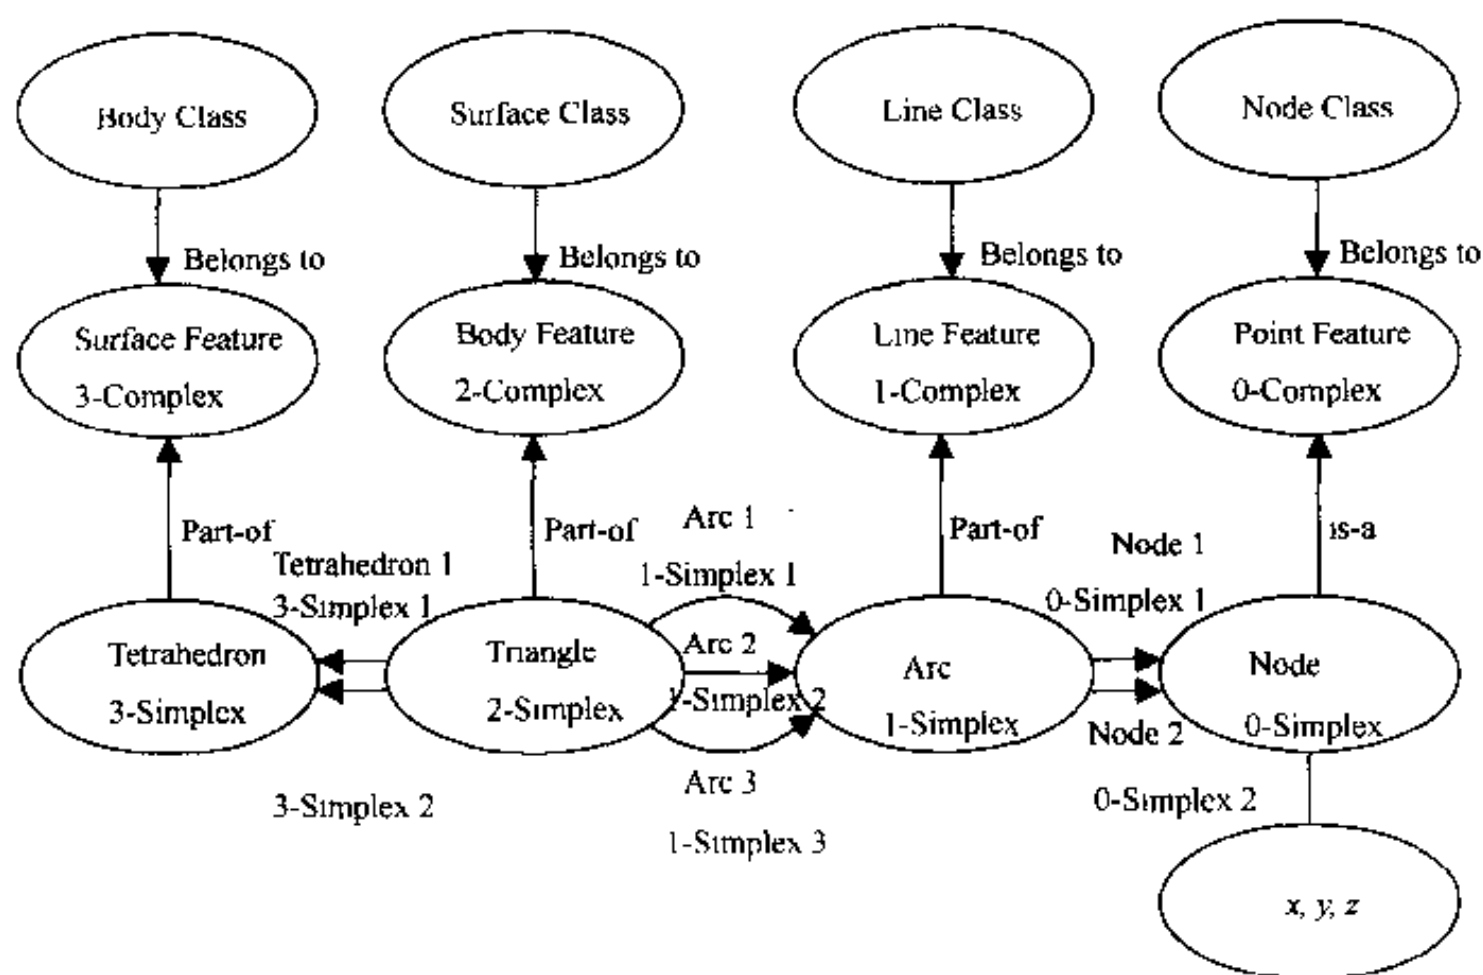 Body Class
Surface Class
Line Class
Node Class
Belongs to
Belongs to
Belongs to
Belongs to
Surface Feature
3-Complex
Body Feature
2-Complex
Line Feature
1-Complex
Point Feature
0-Complex
Part-of
Part-of
Part-of
is-a
Tetrahedron 1
3-Simplex 1
Arc 1
1-Simplex 1
Node 1
0-Simplex 1
Tetrahedron
3-Simplex
Triangle
2-Simplex
Arc 2
1-Simplex 2
Arc
1-Simplex
Node
0-Simplex
Node 2
0-Simplex 2
3-Simplex 2
Arc 3
1-Simplex 3
x, y, z